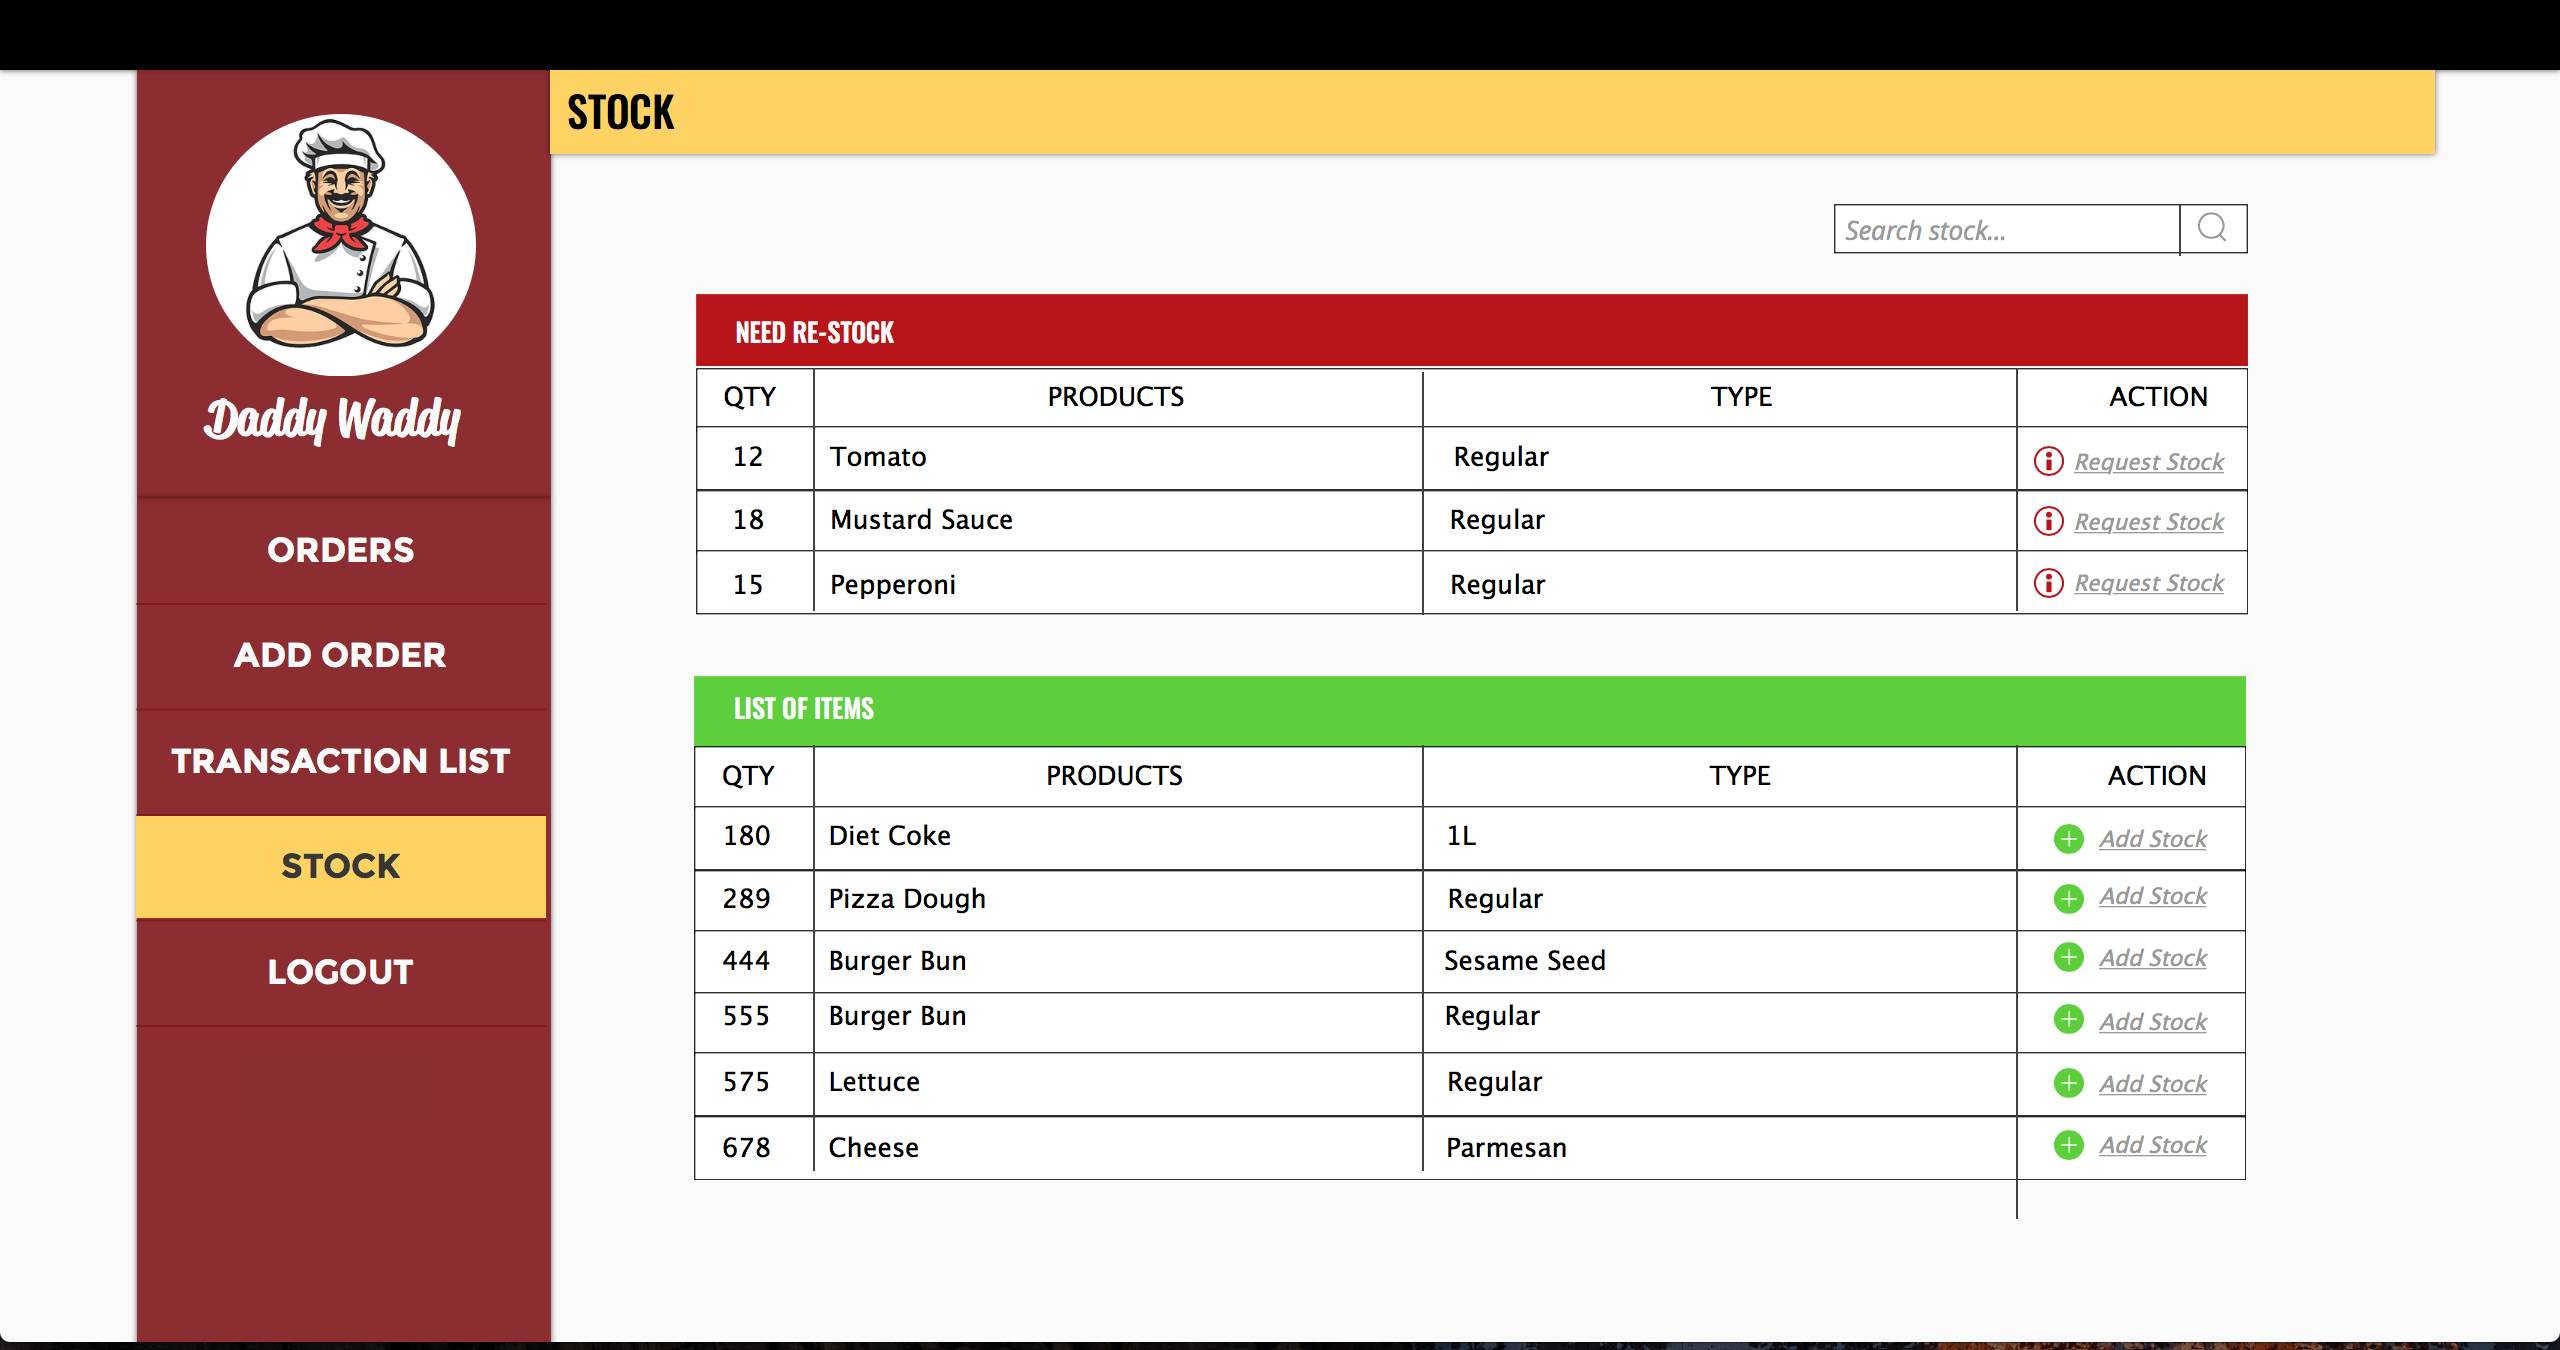 STOCK
Daddy Waddy
ORDERS
ADD ORDER
TRANSACTION LIST
STOCK
LOGOUT
Search stock...
NEED RE-STOCK
QTY PRODUCTS TYPE ACTION
12 Tomato Regular Request Stock
18 Mustard Sauce Regular Request Stock
15 Pepperoni Regular Request Stock
LIST OF ITEMS
QTY PRODUCTS TYPE ACTION
180 Diet Coke 1L Add Stock
289 Pizza Dough Regular Add Stock
444 Burger Bun Sesame Seed Add Stock
555 Burger Bun Regular Add Stock
575 Lettuce Regular Add Stock
678 Cheese Parmesan Add Stock